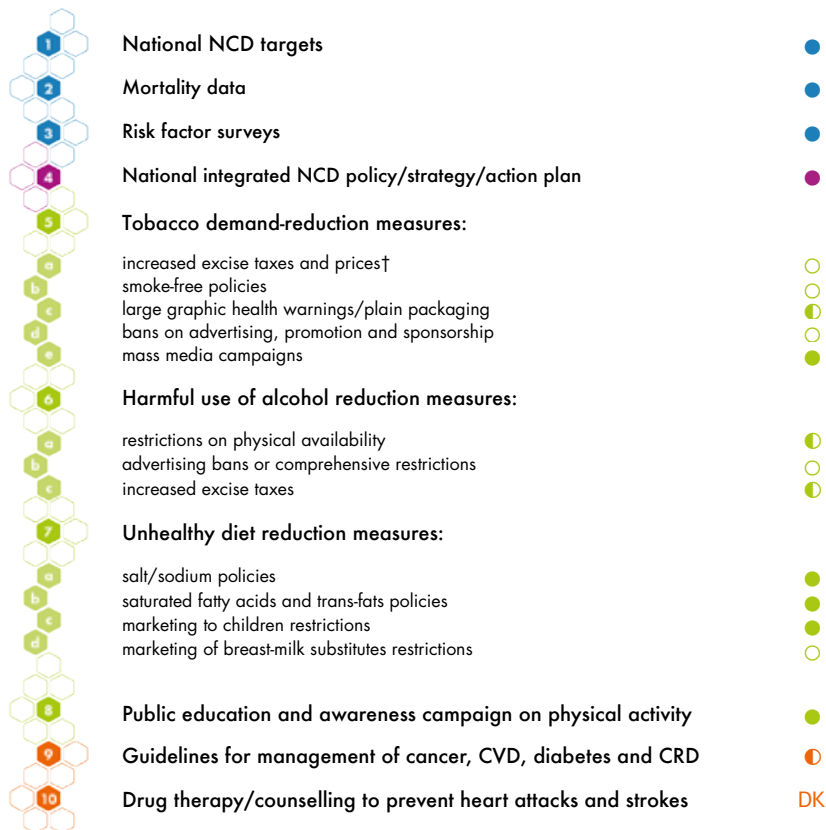 1 National NCD targets
2 Mortality data
3 Risk factor surveys
4 National integrated NCD policy/strategy/action plan
5 Tobacco demand-reduction measures:
a increased excise taxes and prices†
b smoke-free policies
c large graphic health warnings/plain packaging
d bans on advertising, promotion and sponsorship
e mass media campaigns
6 Harmful use of alcohol reduction measures:
a restrictions on physical availability
b advertising bans or comprehensive restrictions
c increased excise taxes
7 Unhealthy diet reduction measures:
a salt/sodium policies
b saturated fatty acids and trans-fats policies
c marketing to children restrictions
d marketing of breast-milk substitutes restrictions
8 Public education and awareness campaign on physical activity
9 Guidelines for management of cancer, CVD, diabetes and CRD
10 Drug therapy/counselling to prevent heart attacks and strokes DK